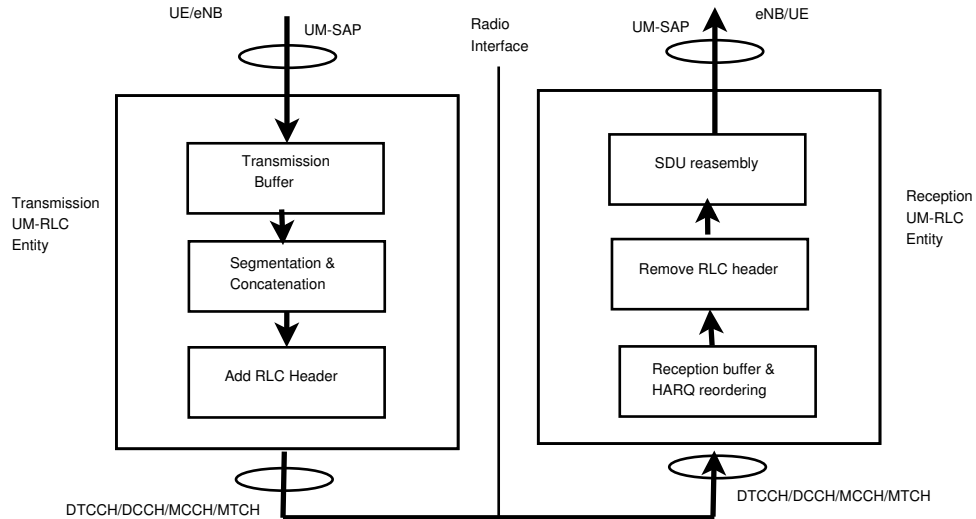 UE/eNB
UM-SAP
Radio
Interface
UM-SAP
eNB/UE
Transmission
UM-RLC
Entity
Transmission
Buffer
Segmentation &
Concatenation
Add RLC Header
DTCCH/DCCH/MCCH/MTCH
SDU reasembly
Remove RLC header
Reception buffer &
HARQ reordering
Reception
UM-RLC
Entity
DTCCH/DCCH/MCCH/MTCH